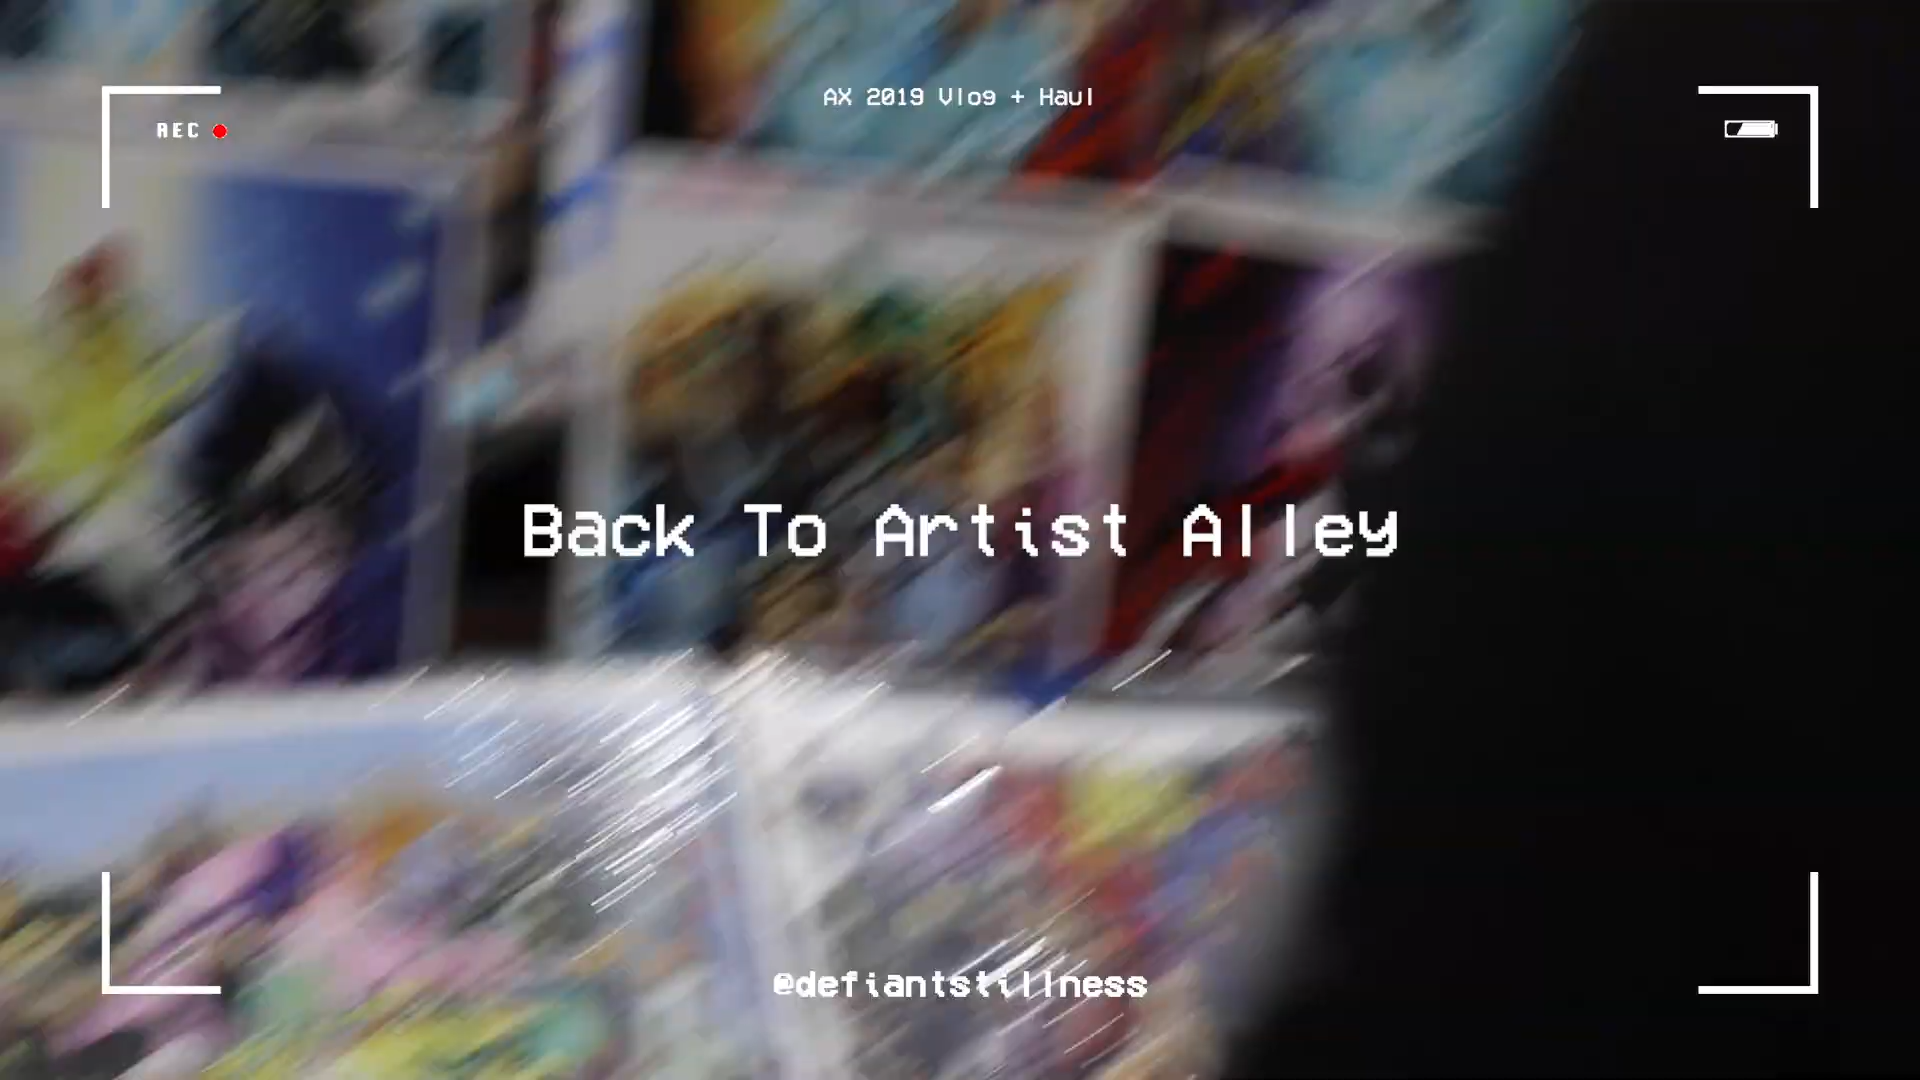 AX 2019 Vlog + Haul
REC
Back To Artist Alley
@defiantstillness